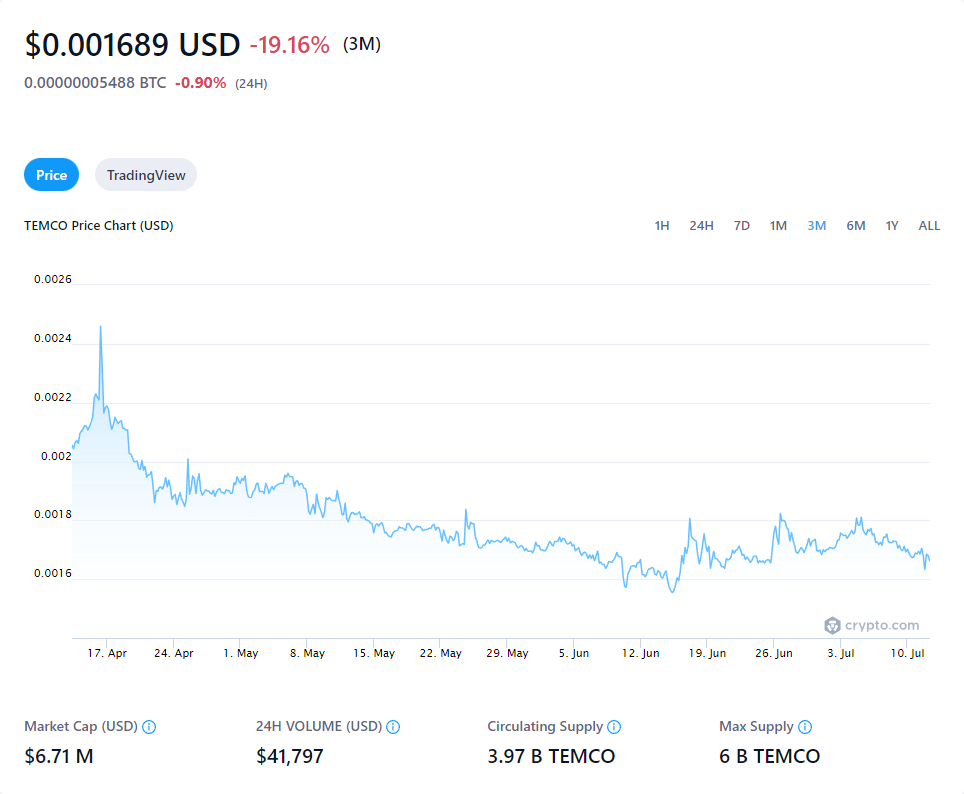 $0.001689 USD -19.16% (3M)
0.00000005488 BTC -0.90% (24H)
Price TradingView
TEMCO Price Chart (USD) 1H 24H 7D 1M 3M 6M 1Y ALL
0.0026
0.0024
0.0022
0.002
0.0018
0.0016
crypto.com
17. Apr 24. Apr 1. May 8. May 15. May 22. May 29. May 5. Jun 12. Jun 19. Jun 26. Jun 3. Jul 10. Jul
Market Cap (USD) 24H VOLUME (USD) Circulating Supply Max Supply
$6.71 M $41,797 3.97 B TEMCO 6 B TEMCO